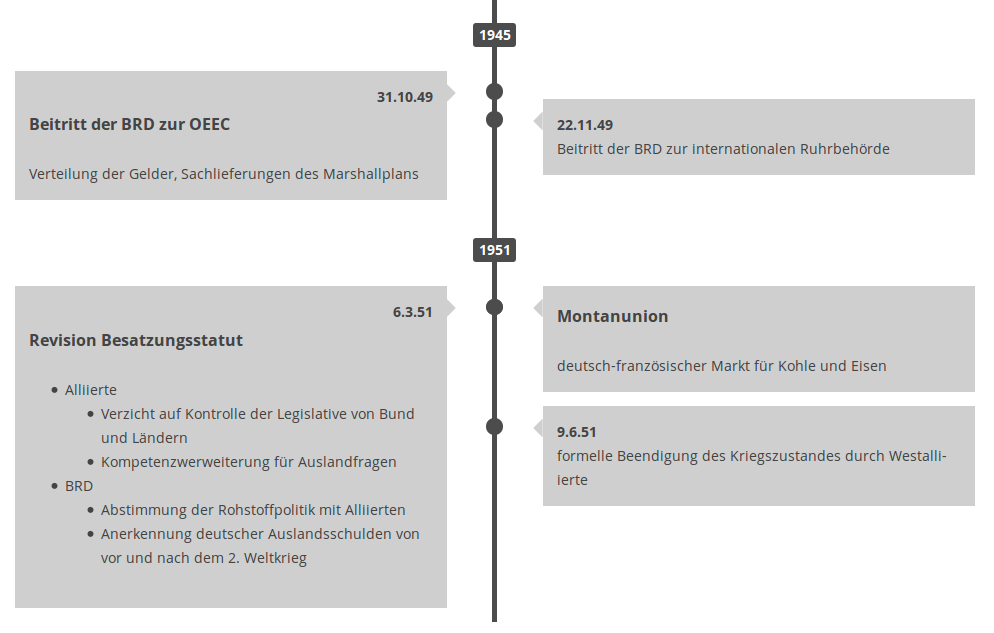 1945
31.10.49
Beitritt der BRD zur OEEC
Verteilung der Gelder, Sachlieferungen des Marshallplans
22.11.49
Beitritt der BRD zur internationalen Ruhrbehörde
1951
6.3.51
Revision Besatzungsstatut
• Alliierte
• Verzicht auf Kontrolle der Legislative von Bund
und Ländern
• Kompetenzwerweiterung für Auslandfragen
• BRD
• Abstimmung der Rohstoffpolitik mit Alliierten
• Anerkennung deutscher Auslandsschulden von
vor und nach dem 2. Weltkrieg
Montanunion
deutsch-französischer Markt für Kohle und Eisen
9.6.51
formelle Beendigung des Kriegszustandes durch Westalli-
ierte